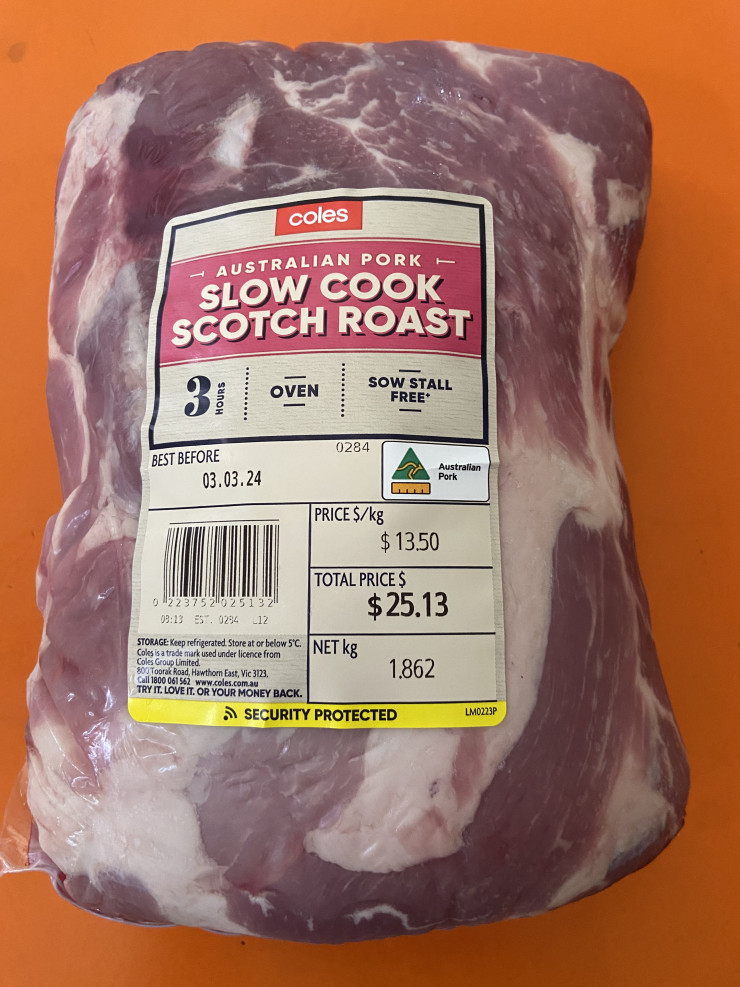 coles
AUSTRALIAN PORK
SLOW COOK
SCOTCH ROAST
3 HOURS
OVEN
SOW STALL
FREE+
BEST BEFORE
03.03.24
0284
Australian
Pork
PRICE $/kg
$ 13.50
TOTAL PRICE $
$25.13
NET kg
1.862
0 223752 025132
08:13 EST. 0294 L12
STORAGE: Keep refrigerated. Store at or below 5°C.
Coles is a trade mark used under licence from
Coles Group Limited.
800 Toorak Road, Hawthorn East, Vic 3123.
Call 1800 061 562 www.coles.com.au
TRY IT. LOVE IT. OR YOUR MONEY BACK.
SECURITY PROTECTED
LM0223P